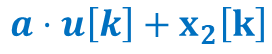 a · u[k] + x₂[k]